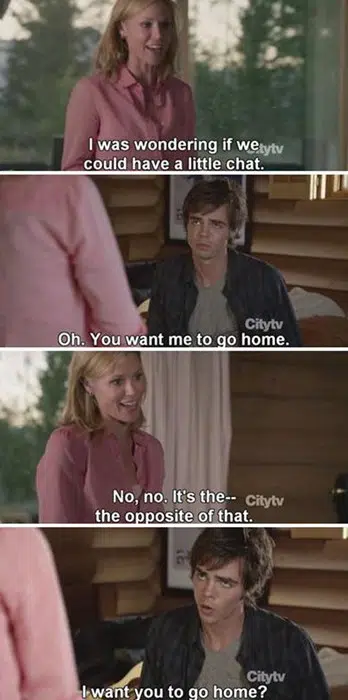 I was wondering if we
Citytv
could have a little chat.
Citytv
Oh. You want me to go home.
No, no. It's the--
Citytv
the opposite of that.
Citytv
I want you to go home?